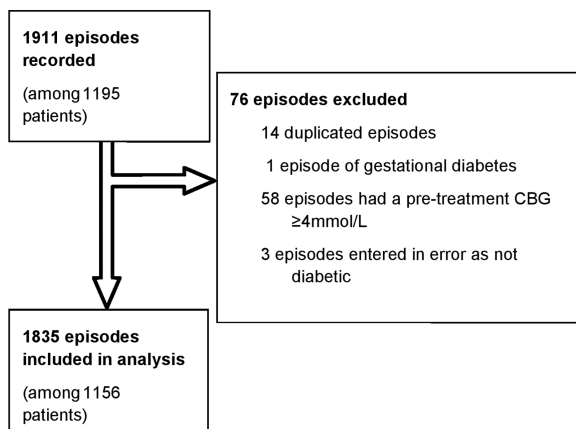 1911 episodes
recorded
(among 1195
patients)
76 episodes excluded
14 duplicated episodes
1 episode of gestational diabetes
58 episodes had a pre-treatment CBG
≥4mmol/L
3 episodes entered in error as not
diabetic
1835 episodes
included in analysis
(among 1156
patients)